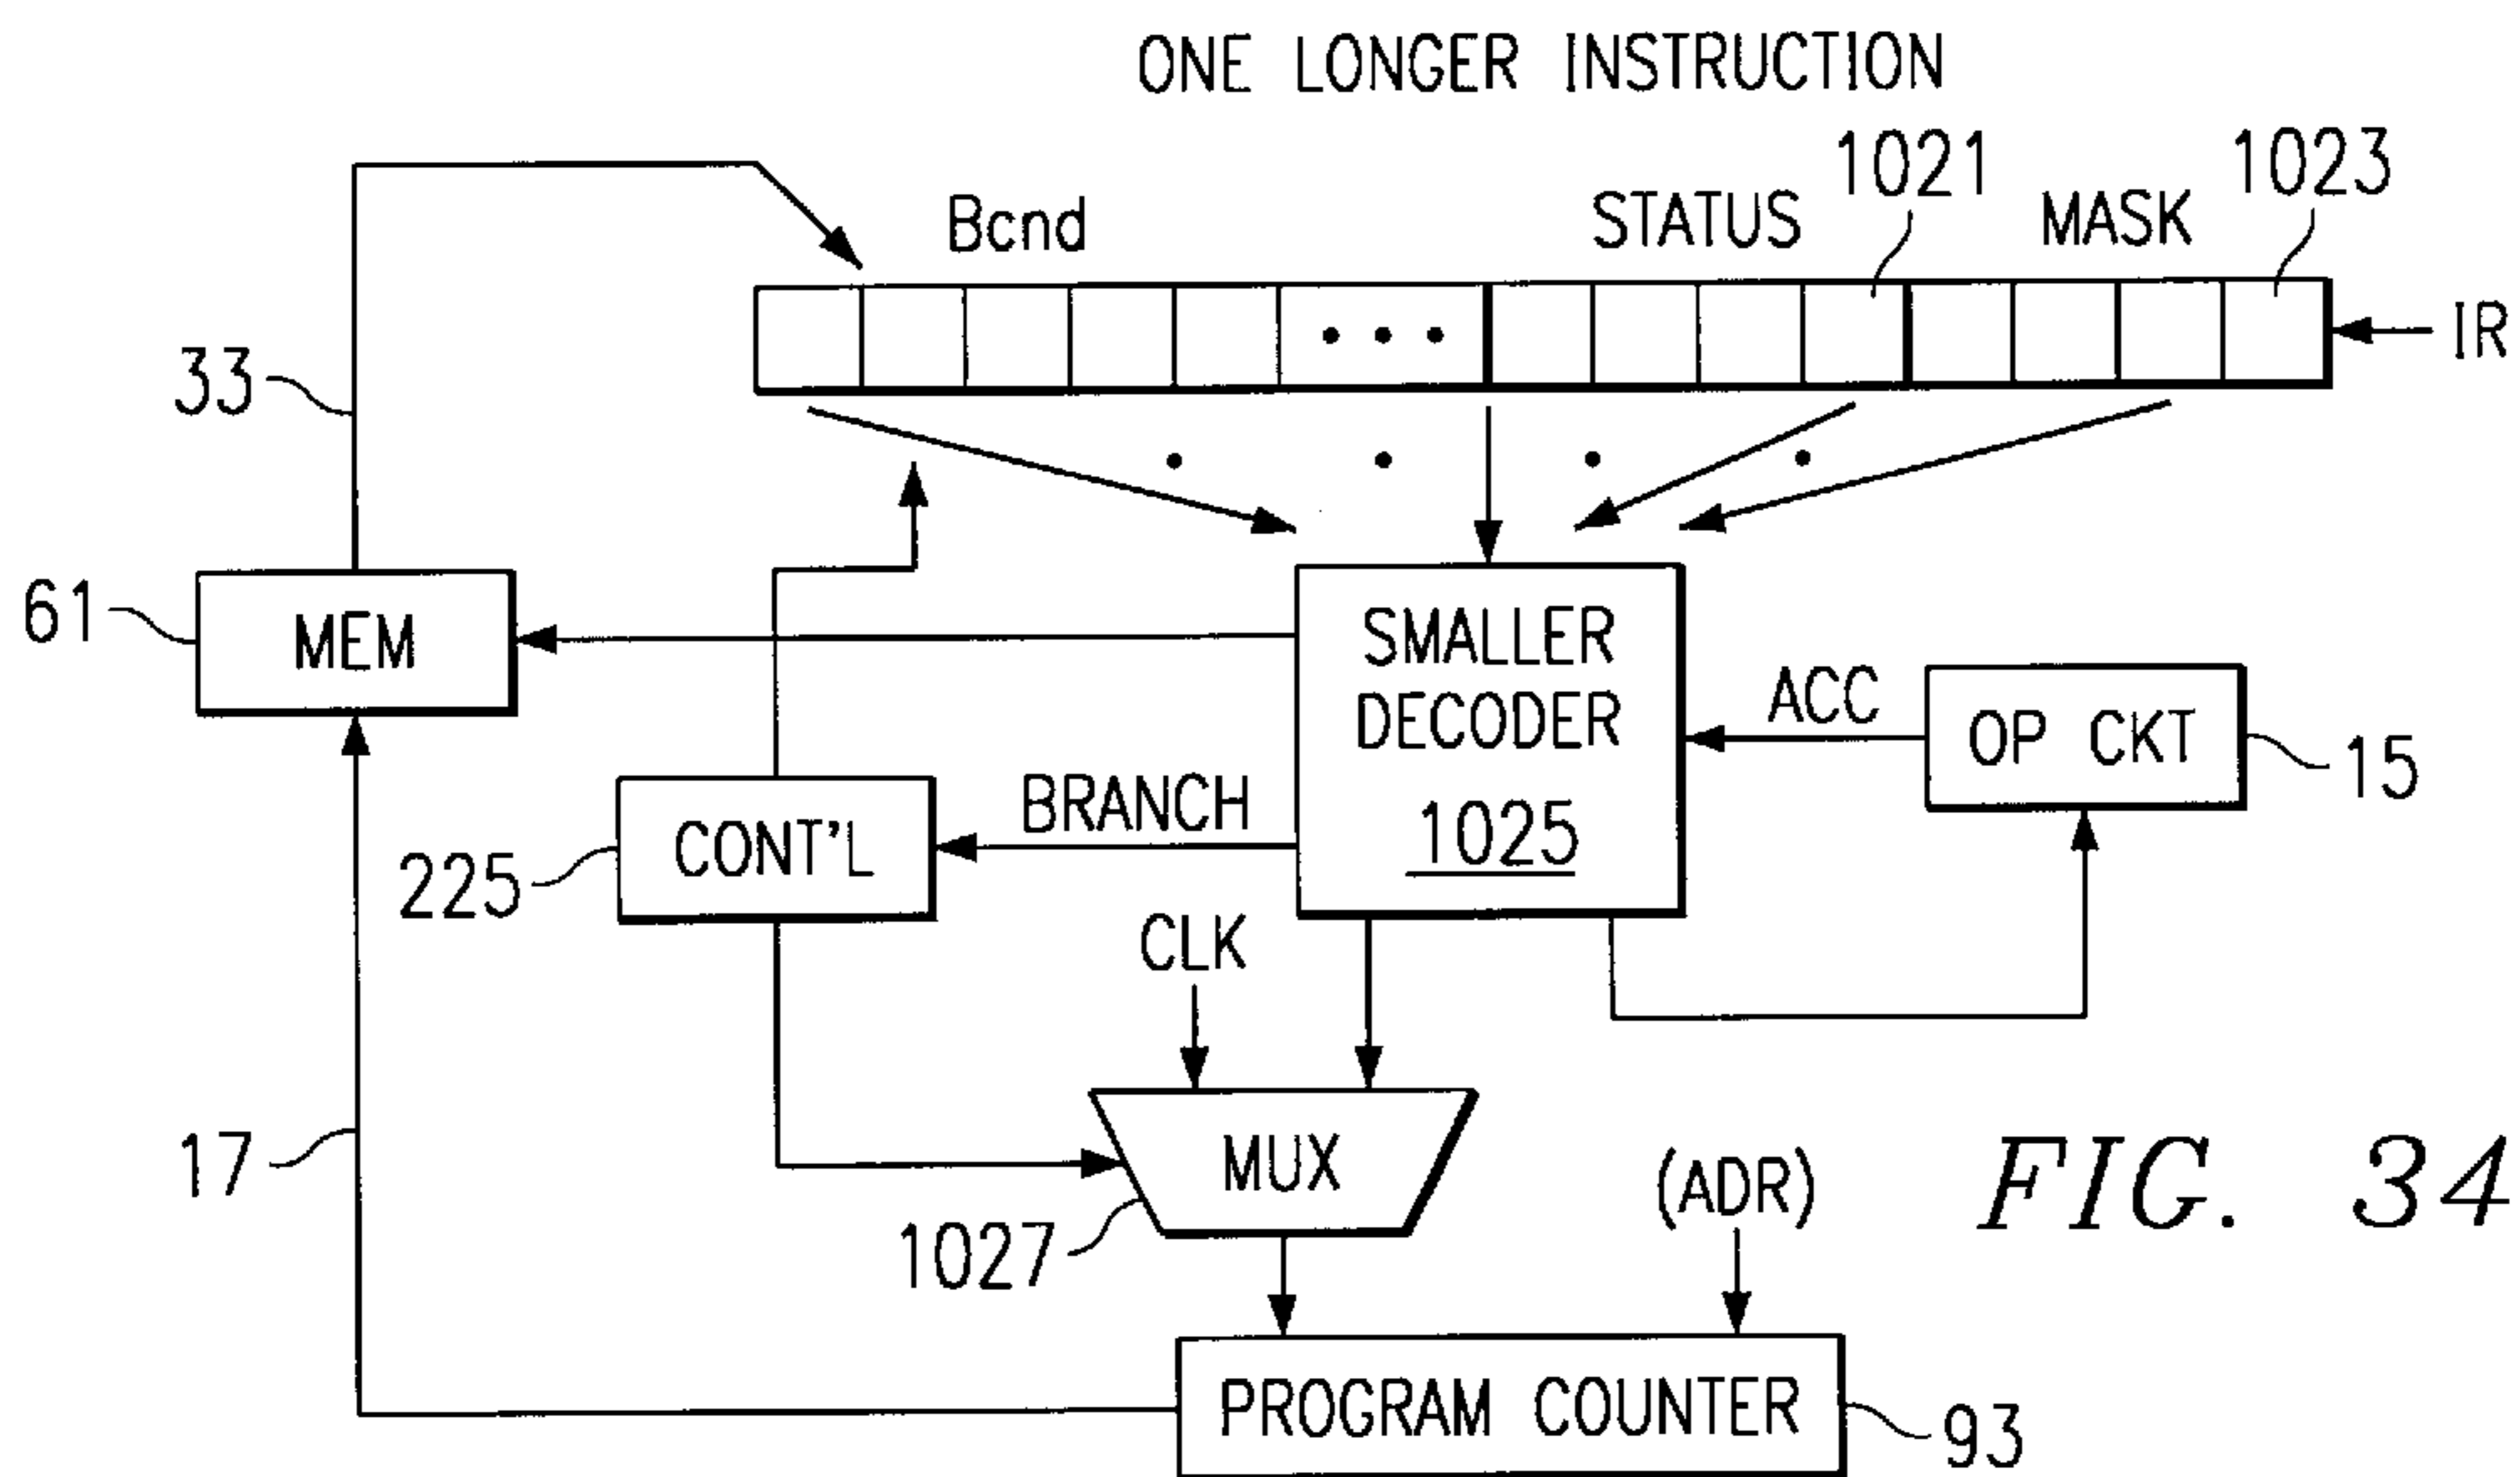 ONE LONGER INSTRUCTION
Bcnd STATUS 1021 MASK 1023
IR
33
61 MEM
SMALLER DECODER 1025
ACC
OP CKT 15
BRANCH
CONT'L
225
CLK
17
MUX
1027
(ADR)
FIG. 34
PROGRAM COUNTER 93